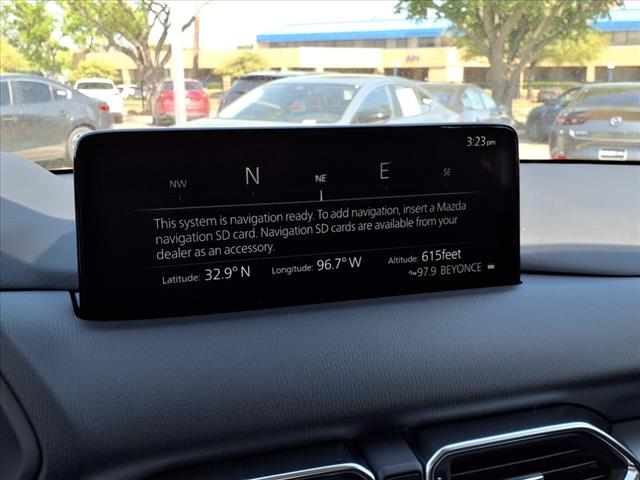 3:23pm
NW N NE E SE
This system is navigation ready. To add navigation, insert a Mazda
navigation SD card. Navigation SD cards are available from your
dealer as an accessory.
Latitude: 32.9° N Longitude: 96.7° W Altitude: 615feet
97.9 BEYONCE